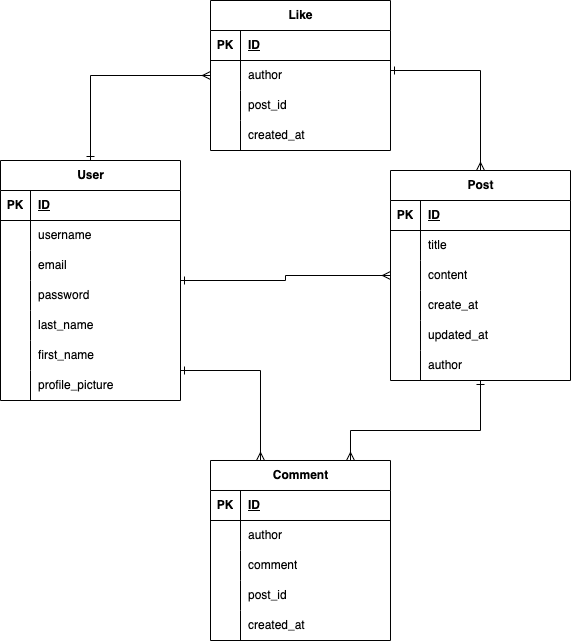 Like
PK ID
author
post_id
created_at
User
PK ID
username
email
password
last_name
first_name
profile_picture
Post
PK ID
title
content
create_at
updated_at
author
Comment
PK ID
author
comment
post_id
created_at